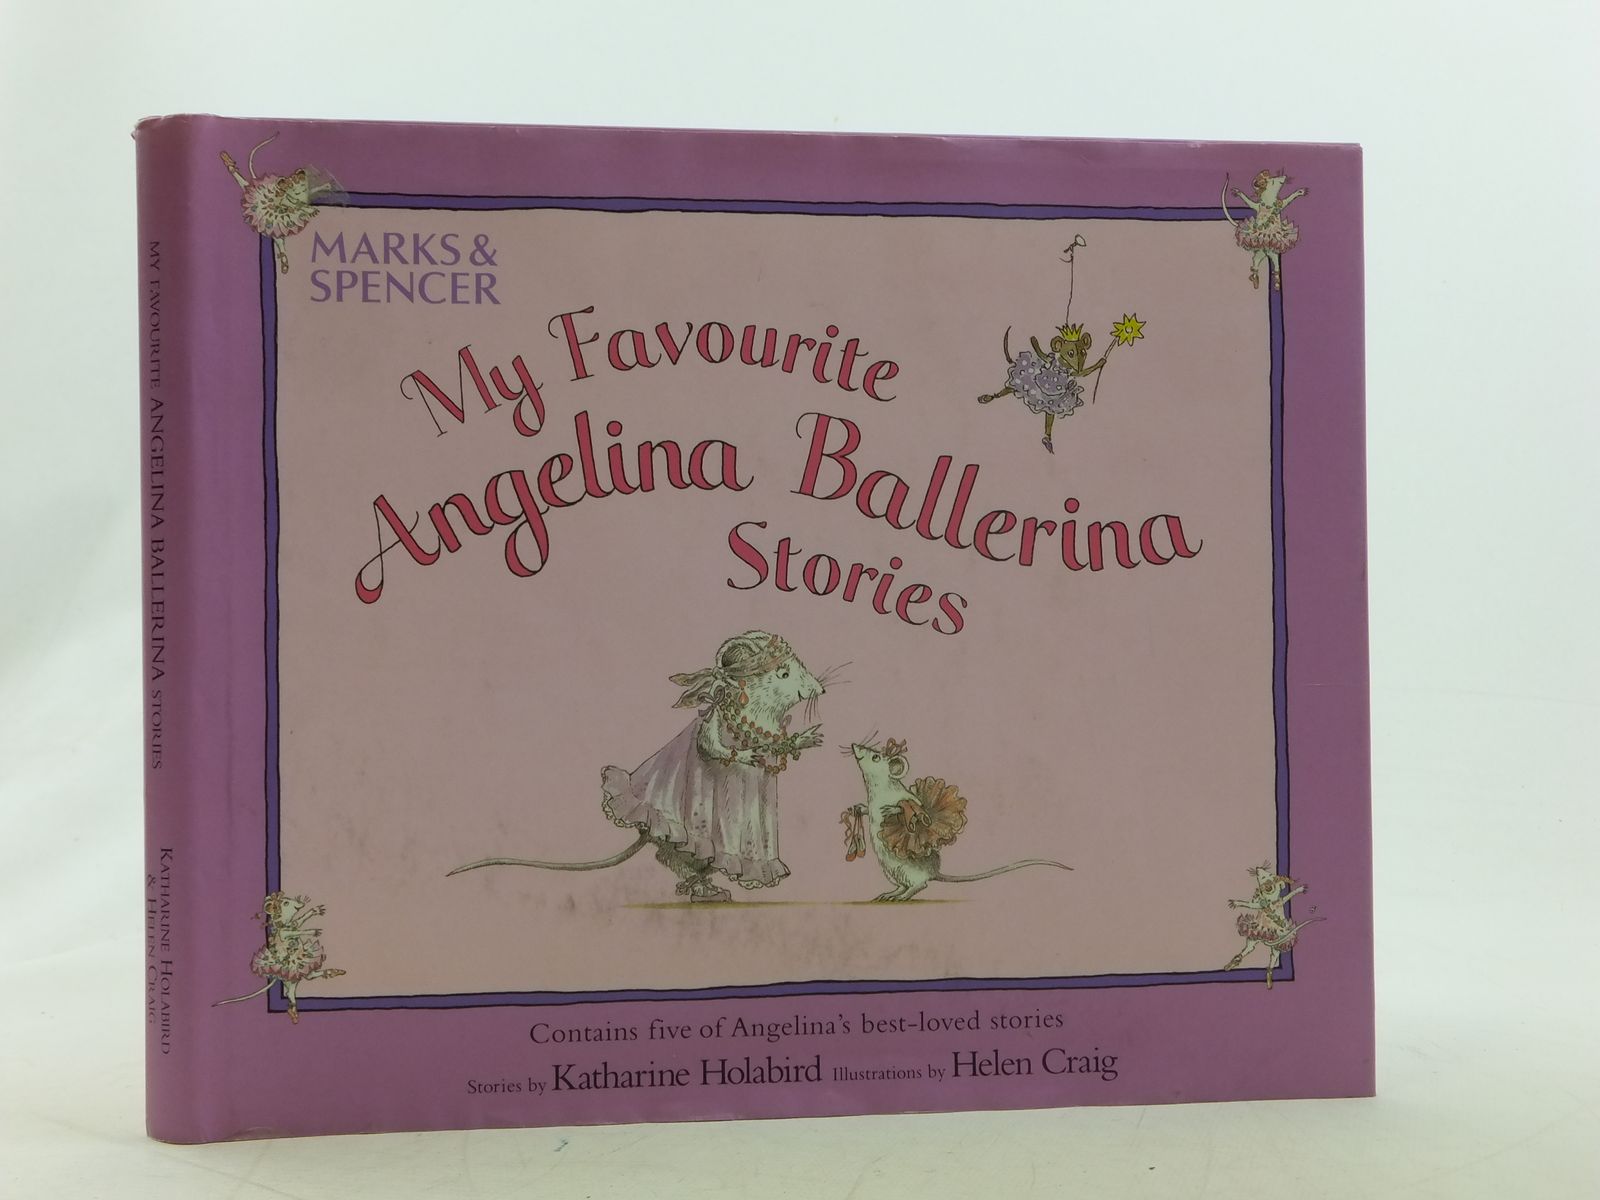 MARKS &
SPENCER
My Favourite
Angelina Ballerina
Stories
Contains five of Angelina's best-loved stories
Stories by Katharine Holabird Illustrations by Helen Craig
MY FAVOURITE ANGELINA BALLERINA STORIES
KATHARINE HOLABIRD
& HELEN CRAIG